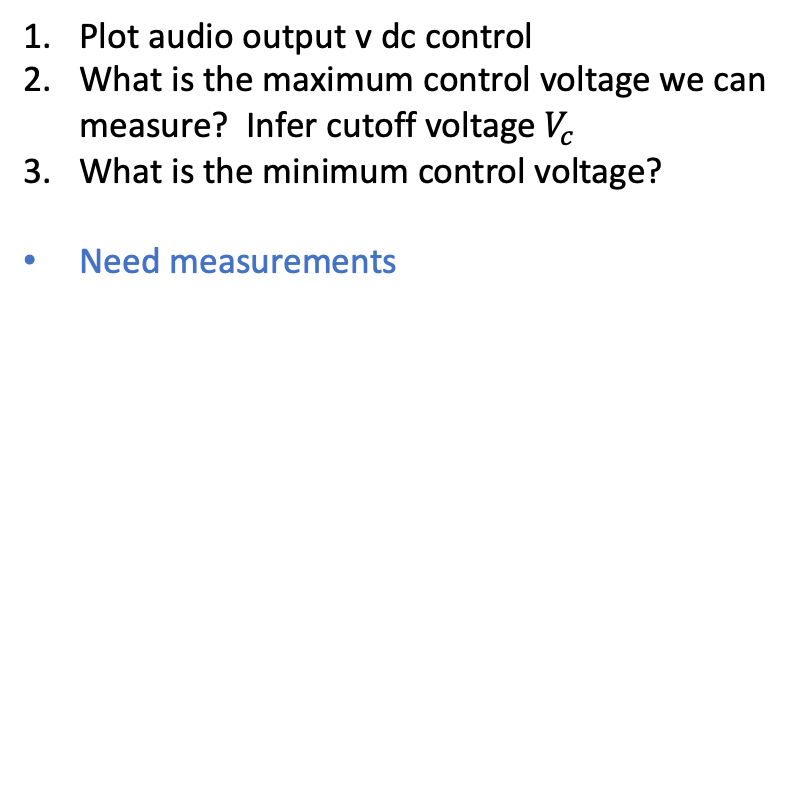 1. Plot audio output v dc control
2. What is the maximum control voltage we can
measure? Infer cutoff voltage V_c
3. What is the minimum control voltage?
• Need measurements